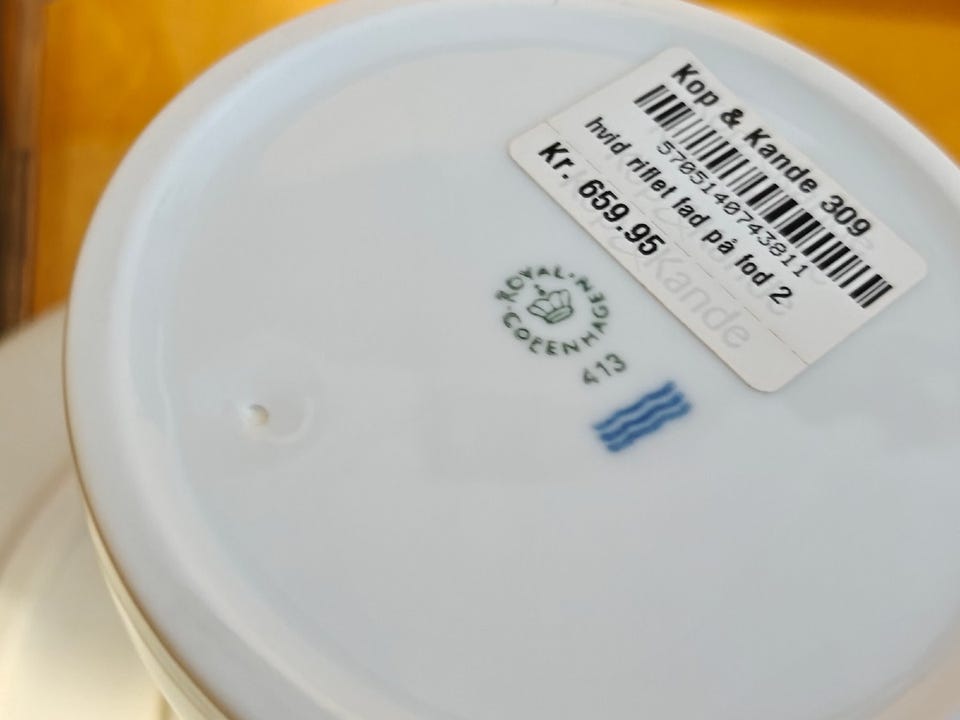 Kop & Kande 309
5705140743811
hvid riflet fad på fod 2
Kr. 659.95
ROYAL COPENHAGEN
413